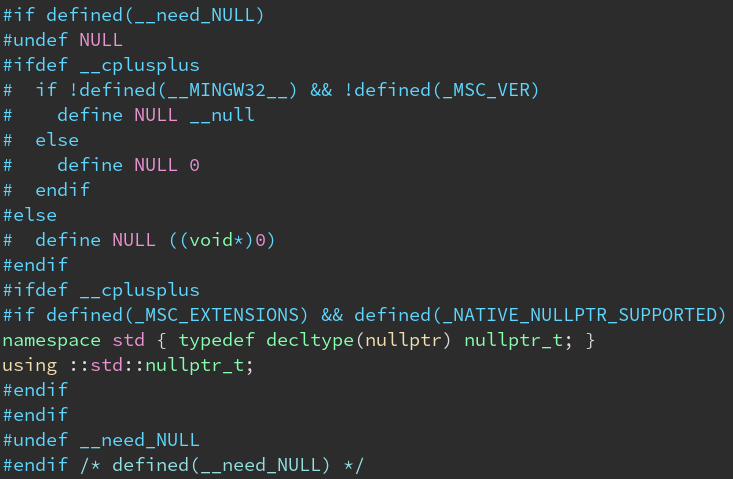 #if defined(__need_NULL)
#undef NULL
#ifdef __cplusplus
#  if !defined(__MINGW32__) && !defined(_MSC_VER)
#    define NULL __null
#  else
#    define NULL 0
#  endif
#else
#  define NULL ((void*)0)
#endif
#ifdef __cplusplus
#if defined(_MSC_EXTENSIONS) && defined(_NATIVE_NULLPTR_SUPPORTED)
namespace std { typedef decltype(nullptr) nullptr_t; }
using ::std::nullptr_t;
#endif
#endif
#undef __need_NULL
#endif /* defined(__need_NULL) */